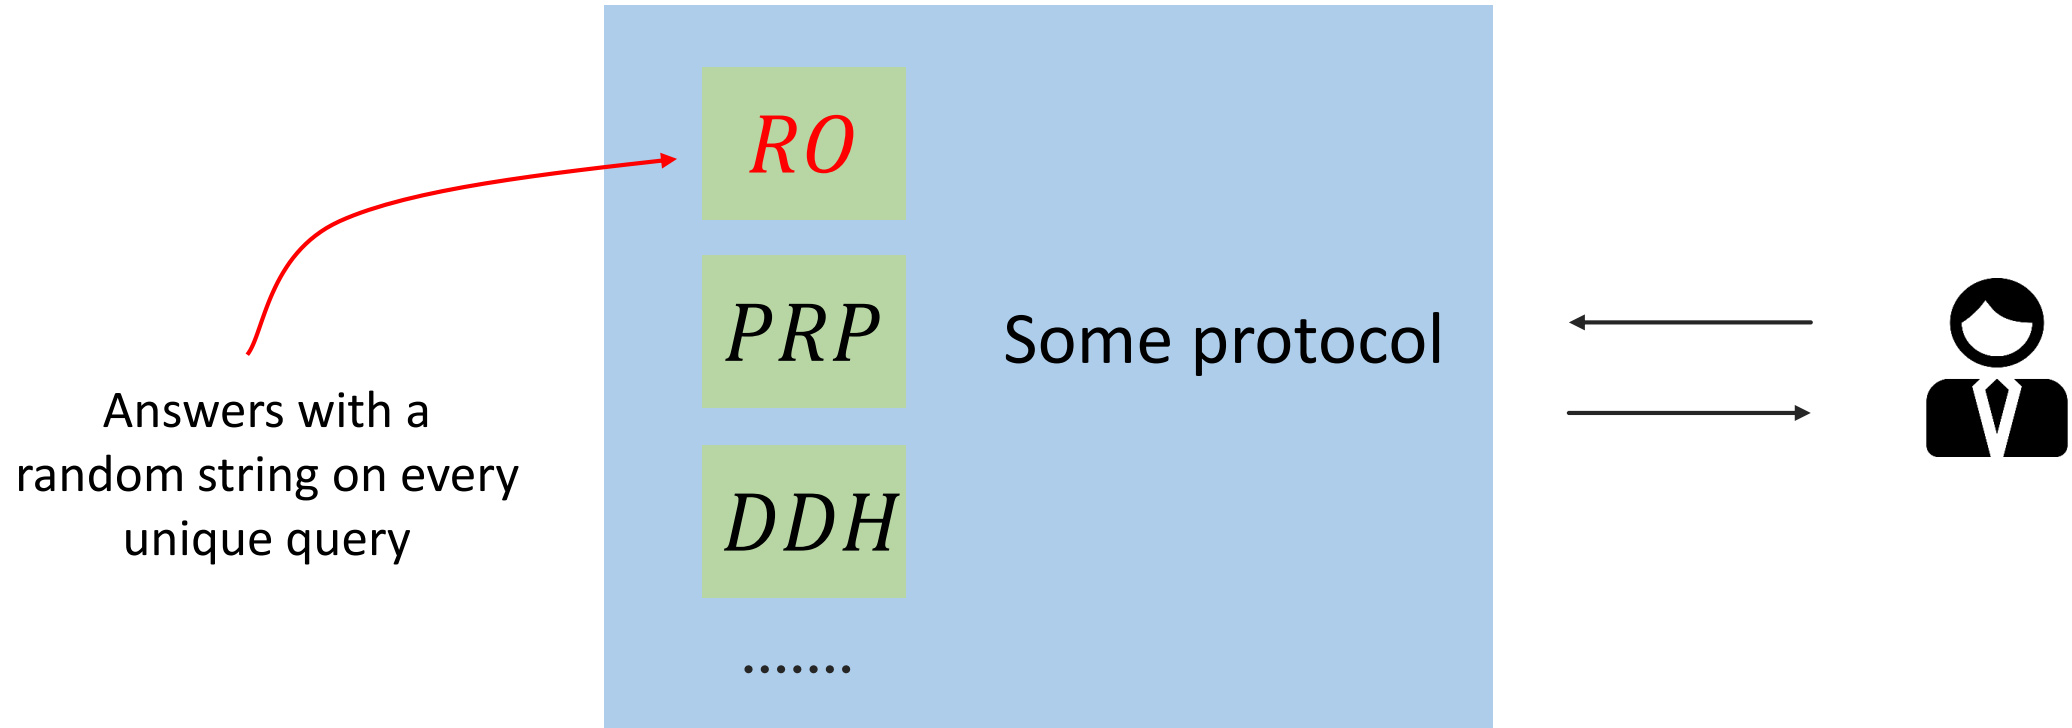 RO
PRP
Some protocol
DDH
Answers with a
random string on every
unique query
........